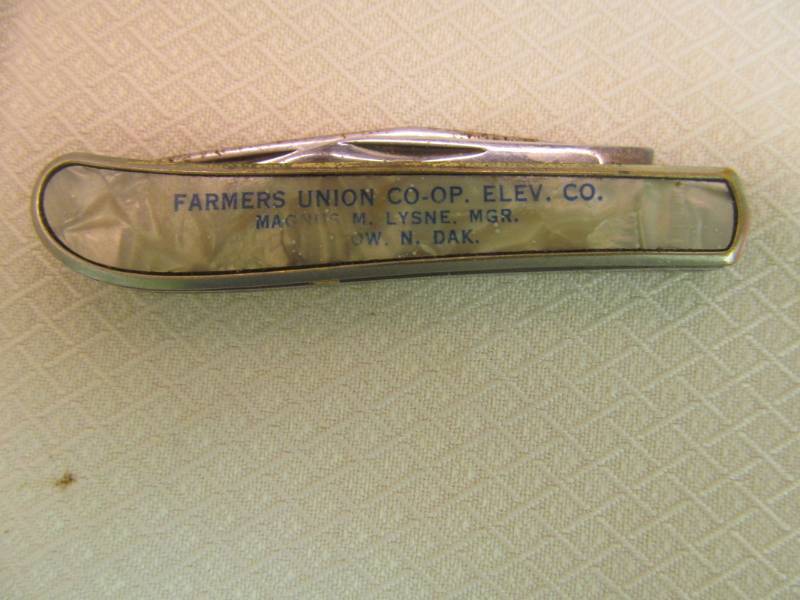 FARMERS UNION CO-OP. ELEV. CO.
MAGNUS M. LYSNE. MGR.
N. DAK.